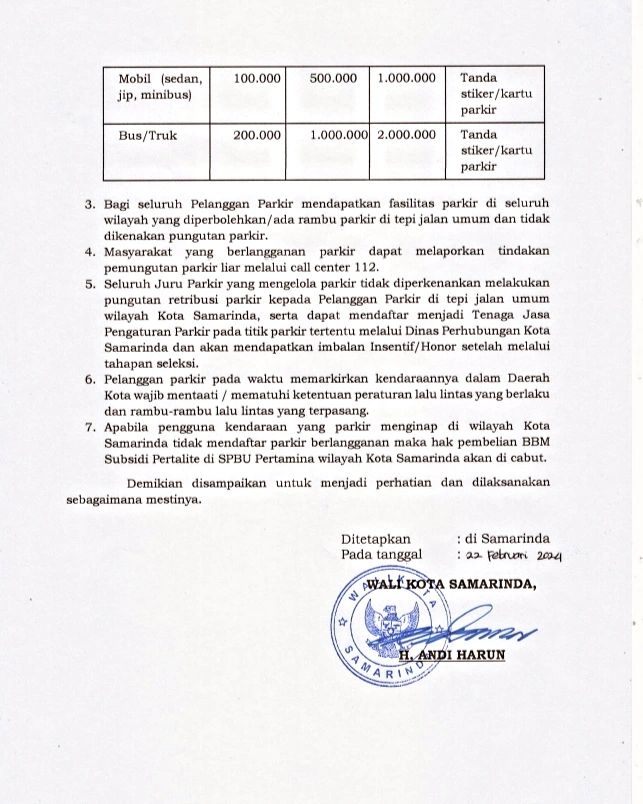 Mobil (sedan, 100.000 500.000 1.000.000 Tanda
jip, minibus) stiker/kartu
parkir
Bus/Truk 200.000 1.000.000 2.000.000 Tanda
stiker/kartu
parkir
3. Bagi seluruh Pelanggan Parkir mendapatkan fasilitas parkir di seluruh
wilayah yang diperbolehkan/ada rambu parkir di tepi jalan umum dan tidak
dikenakan pungutan parkir.
4. Masyarakat yang berlangganan parkir dapat melaporkan tindakan
pemungutan parkir liar melalui call center 112.
5. Seluruh Juru Parkir yang mengelola parkir tidak diperkenankan melakukan
pungutan retribusi parkir kepada Pelanggan Parkir di tepi jalan umum
wilayah Kota Samarinda, serta dapat mendaftar menjadi Tenaga Jasa
Pengaturan Parkir pada titik parkir tertentu melalui Dinas Perhubungan Kota
Samarinda dan akan mendapatkan imbalan Insentif/Honor setelah melalui
tahapan seleksi.
6. Pelanggan parkir pada waktu memarkirkan kendaraannya dalam Daerah
Kota wajib mentaati / mematuhi ketentuan peraturan lalu lintas yang berlaku
dan rambu-rambu lalu lintas yang terpasang.
7. Apabila pengguna kendaraan yang parkir menginap di wilayah Kota
Samarinda tidak mendaftar parkir berlangganan maka hak pembelian BBM
Subsidi Pertalite di SPBU Pertamina wilayah Kota Samarinda akan di cabut.
Demikian disampaikan untuk menjadi perhatian dan dilaksanakan
sebagaimana mestinya.
Ditetapkan : di Samarinda
Pada tanggal : 22 Februari 2024
WALI KOTA SAMARINDA,
WALI KOTA
SAMARINDA
H. ANDI HARUN